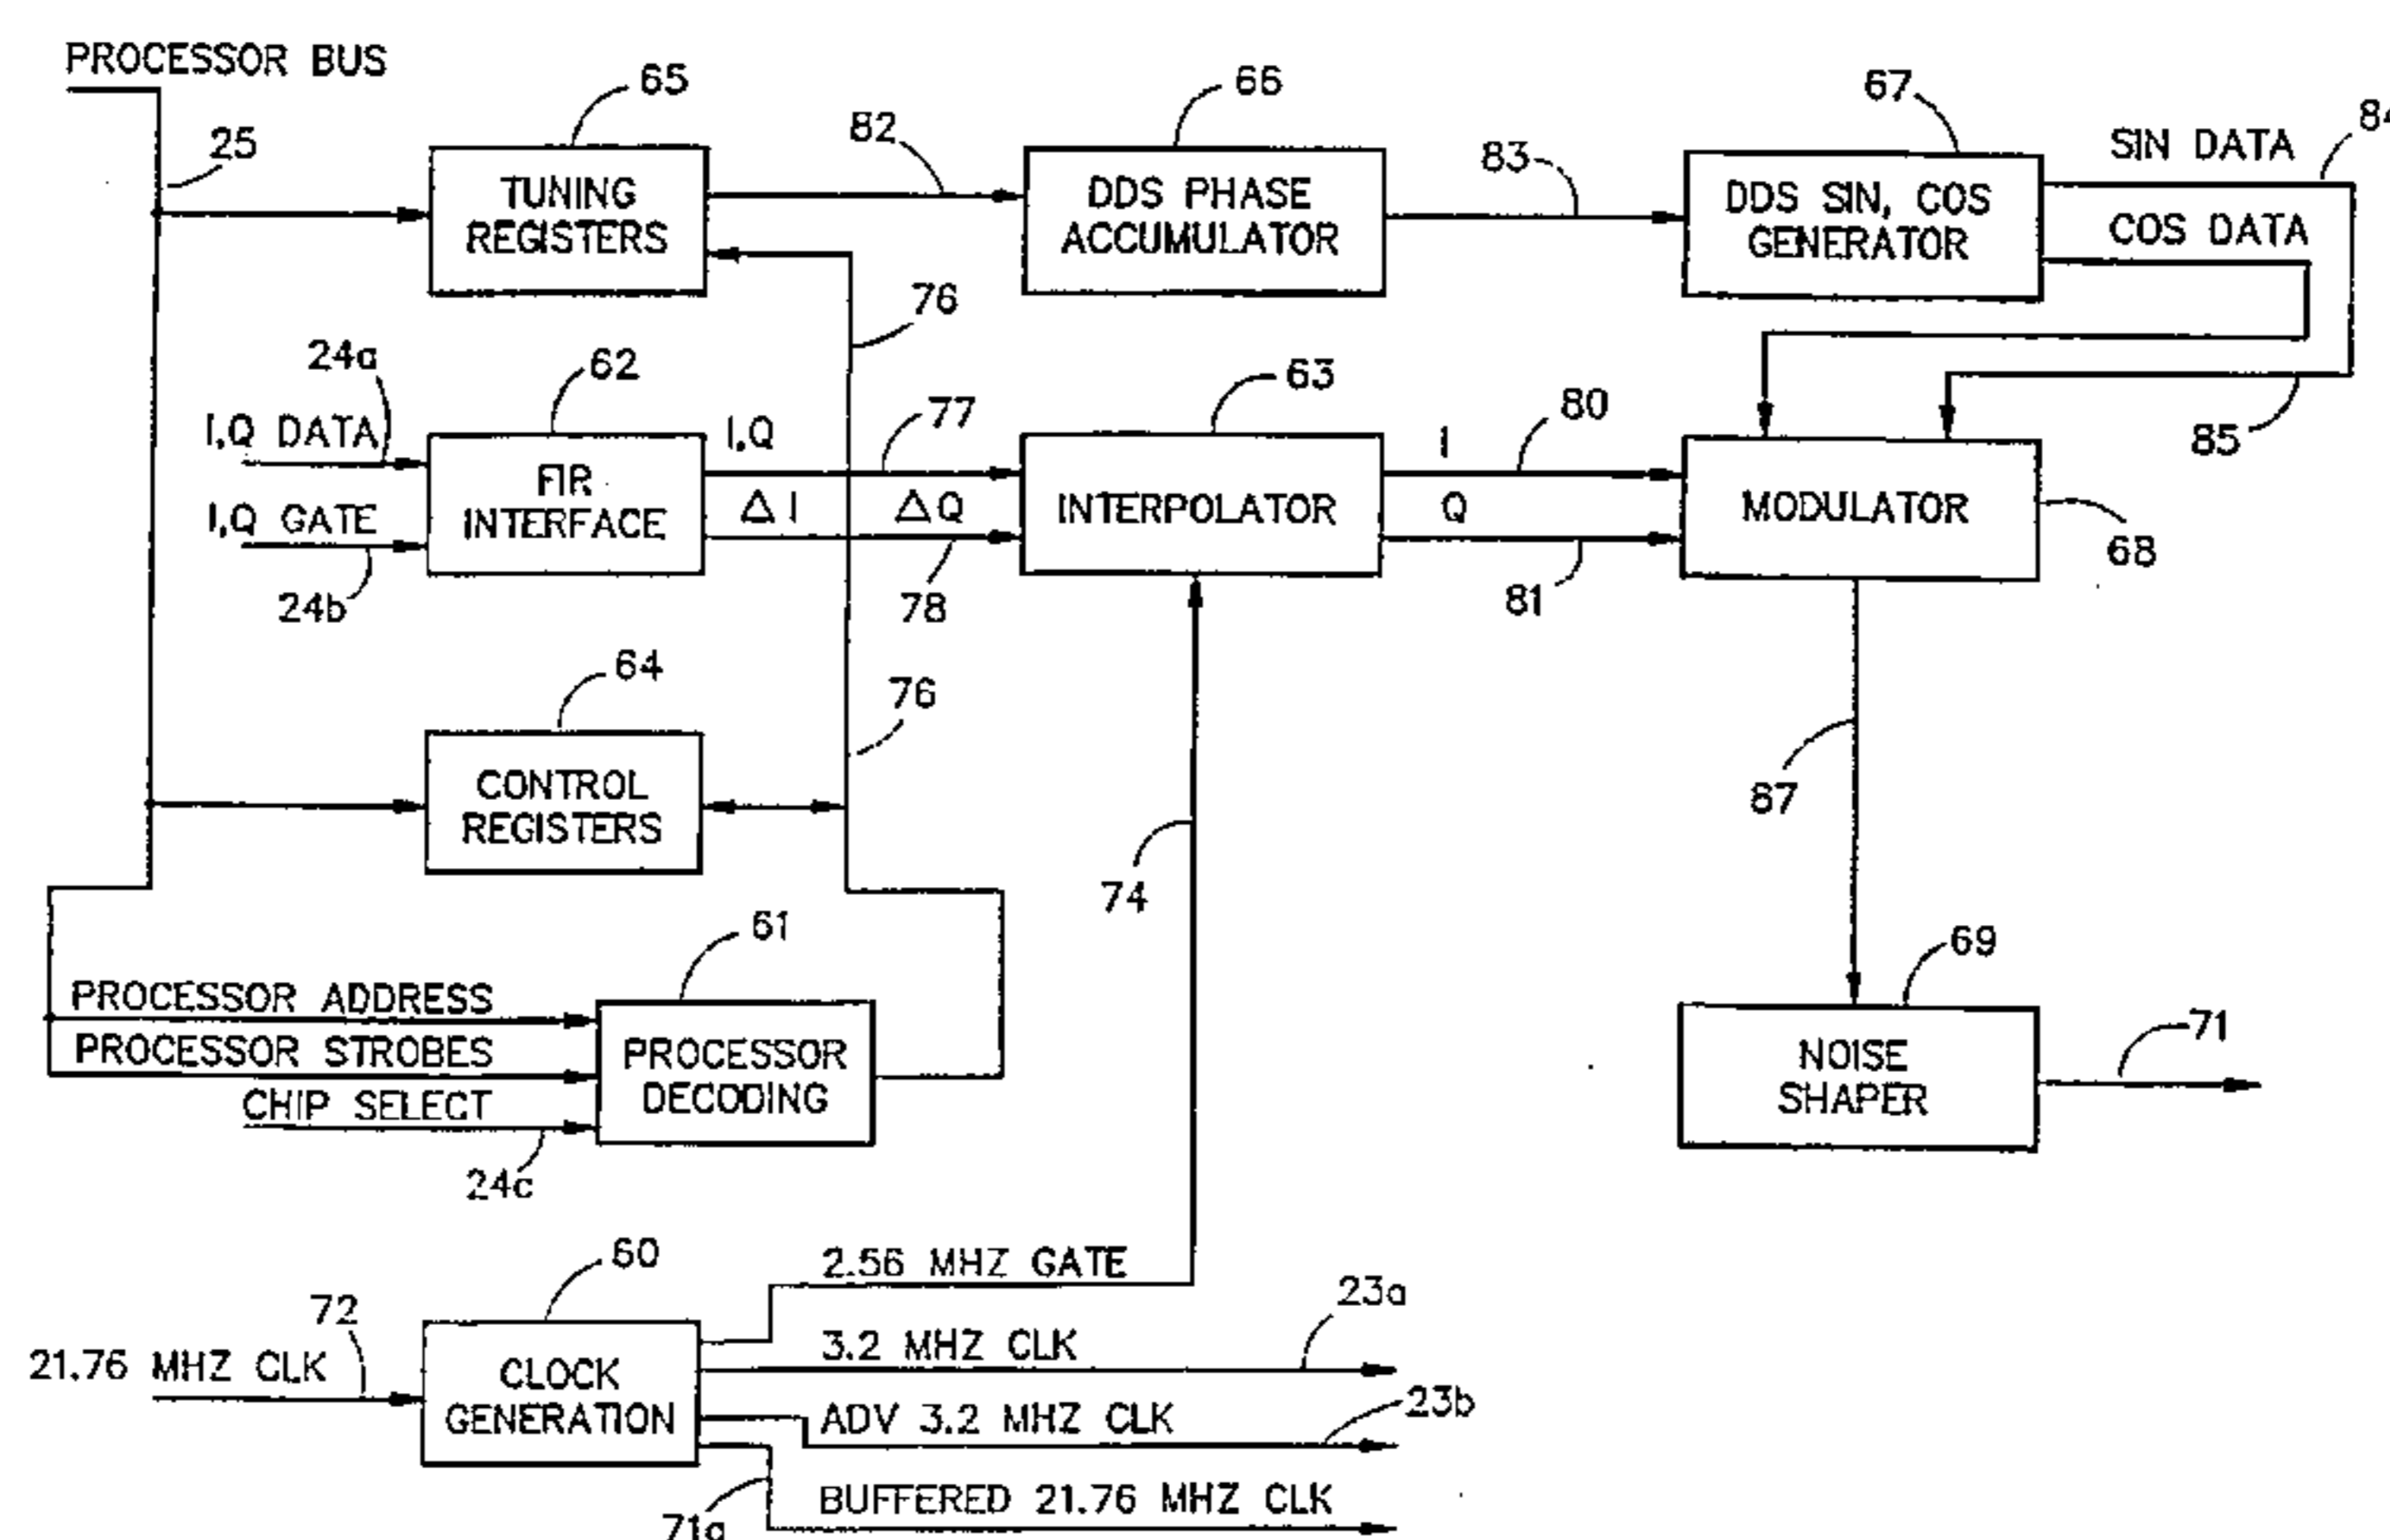 PROCESSOR BUS
25
65
TUNING
REGISTERS
82
66
DDS PHASE
ACCUMULATOR
83
67
DDS SIN, COS
GENERATOR
SIN DATA
84
COS DATA
76
24a
I,Q DATA
I,Q GATE
24b
62
FIR
INTERFACE
I,Q
77
Δ I
Δ Q
78
63
INTERPOLATOR
I
80
Q
81
85
MODULATOR
68
64
CONTROL
REGISTERS
76
74
87
61
PROCESSOR ADDRESS
PROCESSOR STROBES
CHIP SELECT
24c
PROCESSOR
DECODING
69
NOISE
SHAPER
71
60
72
21.76 MHZ CLK
CLOCK
GENERATION
2.56 MHZ GATE
3.2 MHZ CLK
23a
ADV 3.2 MHZ CLK
23b
BUFFERED 21.76 MHZ CLK
71a